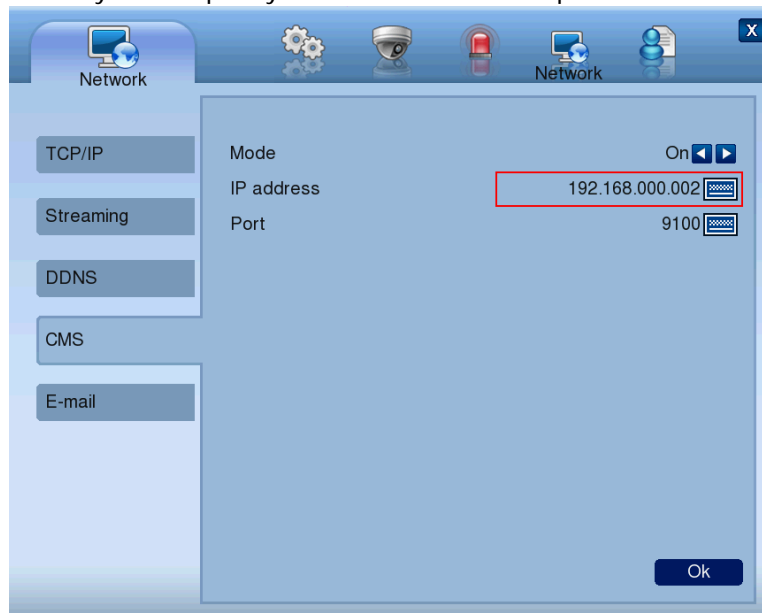 Network
Network
X
TCP/IP
Streaming
DDNS
CMS
E-mail
Mode
On
IP address
192.168.000.002
Port
9100
Ok